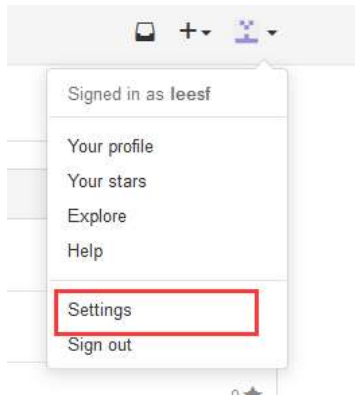 Signed in as leesf
Your profile
Your stars
Explore
Help
Settings
Sign out